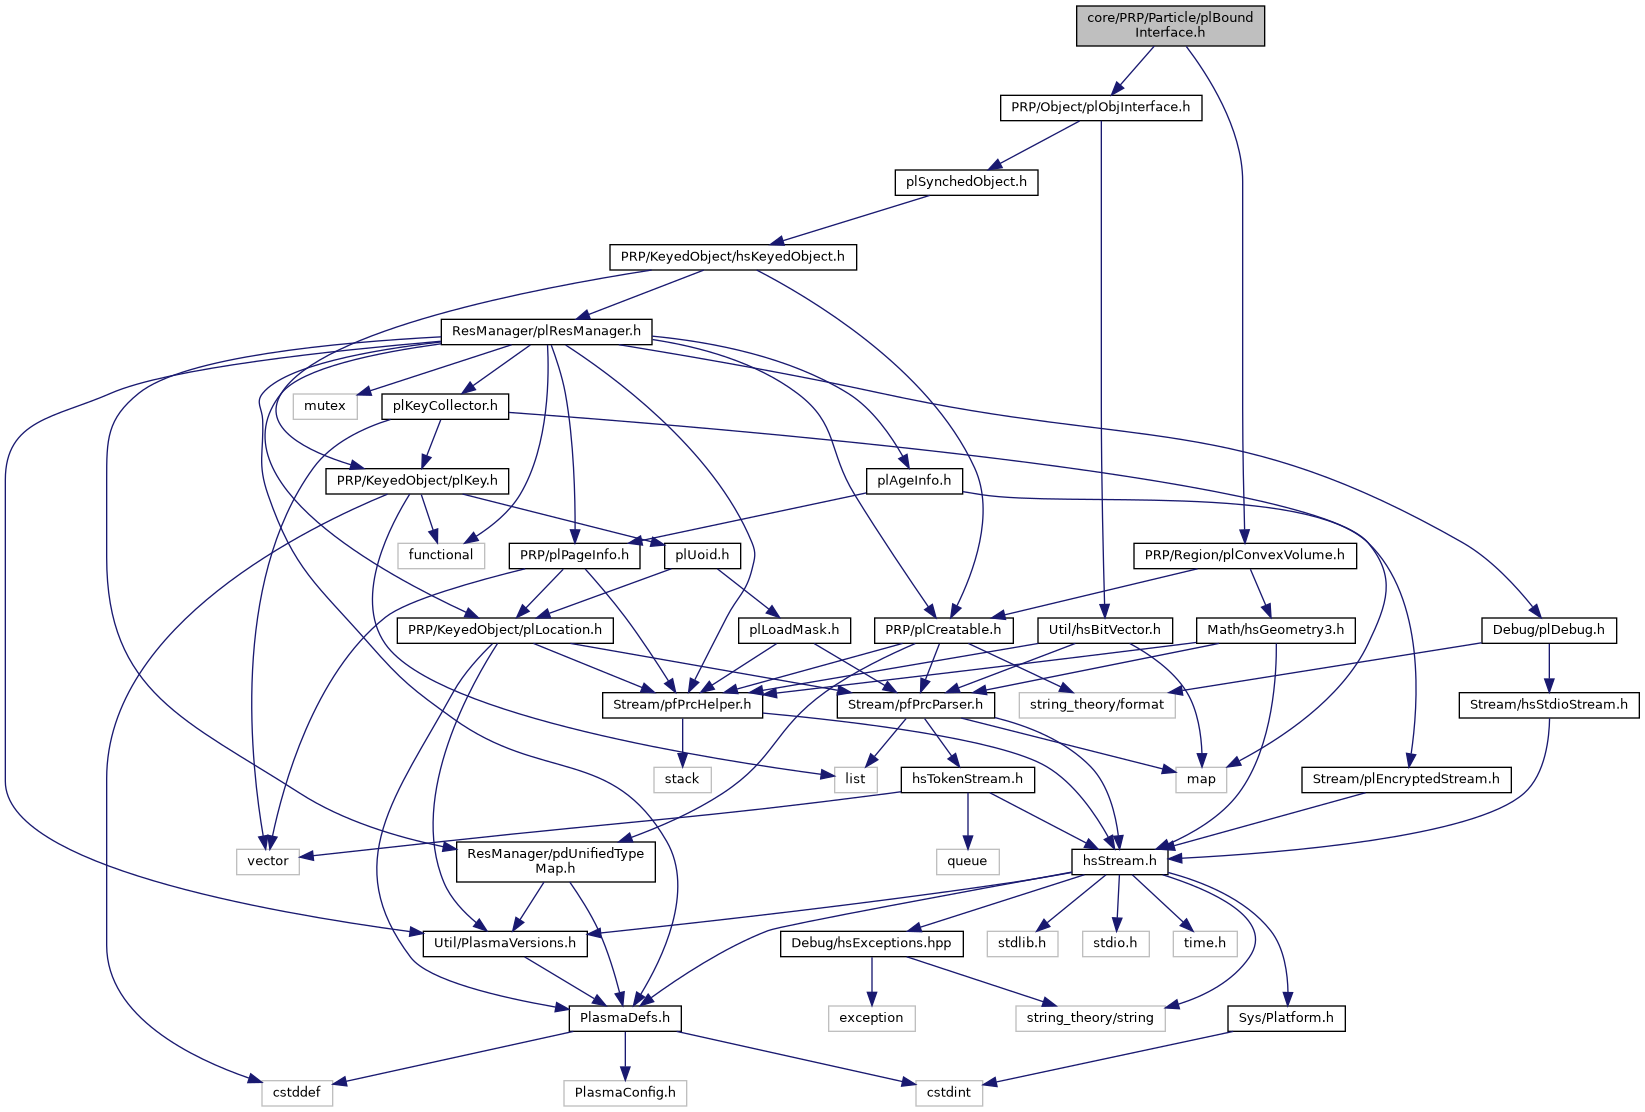 core/PRP/Particle/plBound
Interface.h
PRP/Object/plObjInterface.h
plSynchedObject.h
PRP/KeyedObject/hsKeyedObject.h
ResManager/plResManager.h
mutex
plKeyCollector.h
PRP/KeyedObject/plKey.h
plAgeInfo.h
functional
PRP/plPageInfo.h
plUoid.h
PRP/Region/plConvexVolume.h
PRP/KeyedObject/plLocation.h
plLoadMask.h
PRP/plCreatable.h
Util/hsBitVector.h
Math/hsGeometry3.h
Debug/plDebug.h
Stream/pfPrcHelper.h
Stream/pfPrcParser.h
string_theory/format
Stream/hsStdioStream.h
stack
list
hsTokenStream.h
map
Stream/plEncryptedStream.h
vector
ResManager/pdUnifiedType
Map.h
queue
hsStream.h
Util/PlasmaVersions.h
Debug/hsExceptions.hpp
stdlib.h
stdio.h
time.h
PlasmaDefs.h
exception
string_theory/string
Sys/Platform.h
cstddef
PlasmaConfig.h
cstdint